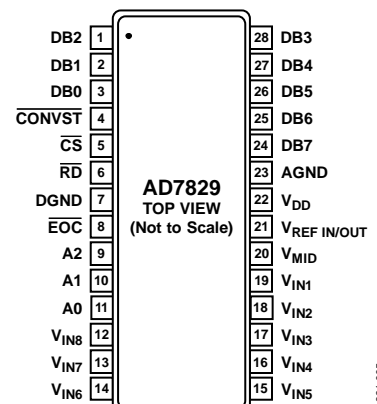 DB2 1 28 DB3
DB1 2 27 DB4
DB0 3 26 DB5
CONVST 4 25 DB6
CS 5 24 DB7
RD 6 23 AGND
AD7829
TOP VIEW
(Not to Scale)
DGND 7 22 VDD
EOC 8 21 VREF IN/OUT
A2 9 20 VMID
A1 10 19 VIN1
A0 11 18 VIN2
VIN8 12 17 VIN3
VIN7 13 16 VIN4
VIN6 14 15 VIN5